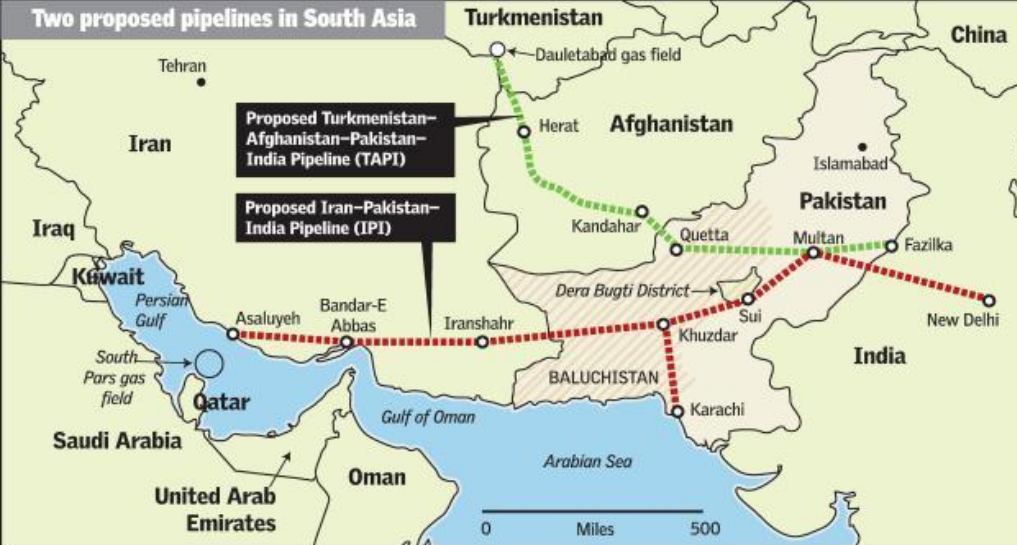 Two proposed pipelines in South Asia
Turkmenistan
China
Dauletabad gas field
Tehran
Proposed Turkmenistan–
Afghanistan–Pakistan–
India Pipeline (TAPI)
Herat
Afghanistan
Iran
Islamabad
Pakistan
Proposed Iran–Pakistan–
India Pipeline (IPI)
Iraq
Kandahar
Quetta
Multan
Fazilka
Kuwait
Persian
Gulf
Dera Bugti District
Bandar-E
Abbas
Asaluyeh
Iranshahr
Sui
New Delhi
Khuzdar
South
Pars gas
field
India
BALUCHISTAN
Qatar
Karachi
Gulf of Oman
Saudi Arabia
Arabian Sea
Oman
United Arab
Emirates
0 Miles 500